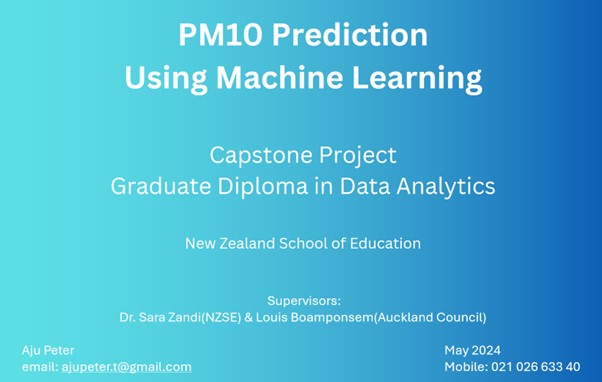 PM10 Prediction
Using Machine Learning
Capstone Project
Graduate Diploma in Data Analytics
New Zealand School of Education
Supervisors:
Dr. Sara Zandi(NZSE) & Louis Boamponsem(Auckland Council)
Aju Peter
email: ajupeter.t@gmail.com
May 2024
Mobile: 021 026 633 40